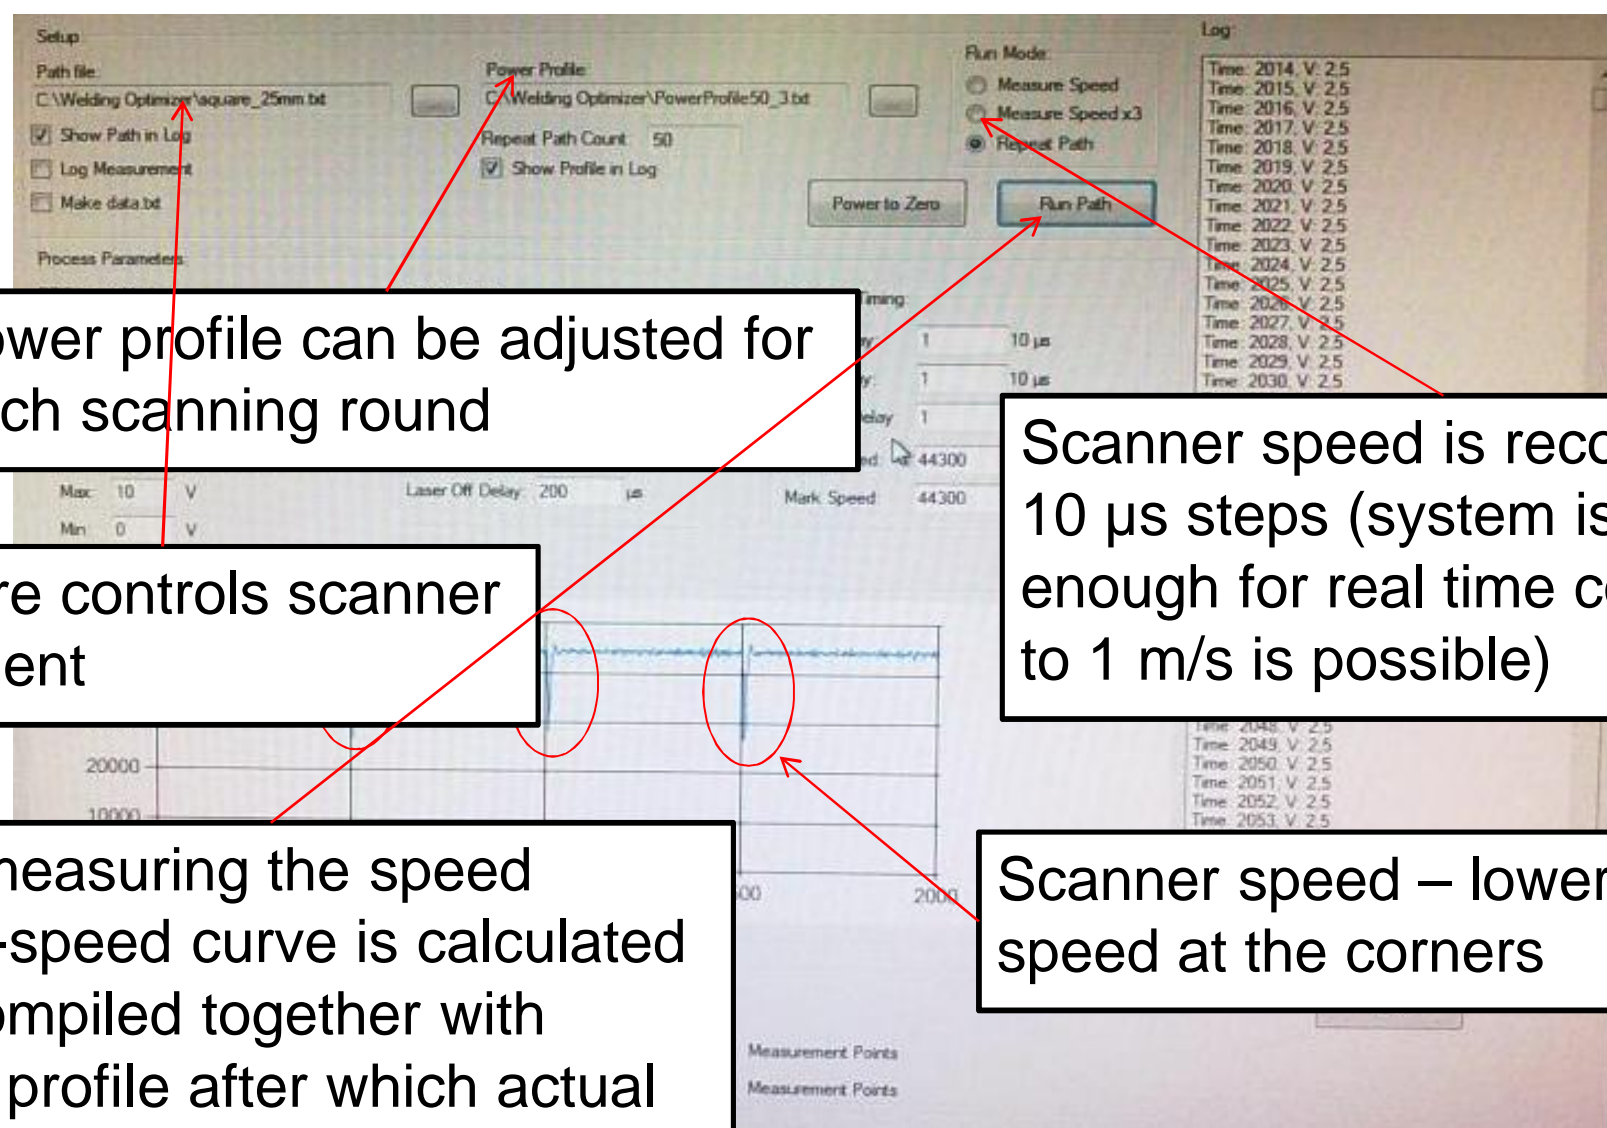 Setup
Path file:
C:\Welding Optimizer\square_25mm.txt
Show Path in Log
Log Measurement
Make data.txt
Power Profile:
C:\Welding Optimizer\PowerProfile50_3.txt
Repeat Path Count: 50
Show Profile in Log
Run Mode:
Measure Speed
Measure Speed x3
Repeat Path
Power to Zero
Run Path
Log:
Time: 2014, V: 2,5
Time: 2015, V: 2,5
Time: 2016, V: 2,5
Time: 2017, V: 2,5
Time: 2018, V: 2,5
Time: 2019, V: 2,5
Time: 2020, V: 2,5
Time: 2021, V: 2,5
Time: 2022, V: 2,5
Time: 2023, V: 2,5
Time: 2024, V: 2,5
Time: 2025, V: 2,5
Time: 2026, V: 2,5
Time: 2027, V: 2,5
Time: 2028, V: 2,5
Time: 2029, V: 2,5
Time: 2030, V: 2,5
Process Parameters
ower profile can be adjusted for
ch scanning round
Timing
y: 1 10 µs
y: 1 10 µs
elay 1
ed: 44300
Max: 10 V
Laser Off Delay: 200 µs
Mark Speed 44300
Min: 0 V
Scanner speed is reco
10 µs steps (system is
enough for real time c
to 1 m/s is possible)
re controls scanner
ent
Time: 2048, V: 2,5
Time: 2049, V: 2,5
Time: 2050, V: 2,5
Time: 2051, V: 2,5
Time: 2052, V: 2,5
Time: 2053, V: 2,5
20000
10000
00
2000
measuring the speed
-speed curve is calculated
ompiled together with
profile after which actual
Scanner speed – lower
speed at the corners
Measurement Points
Measurement Points